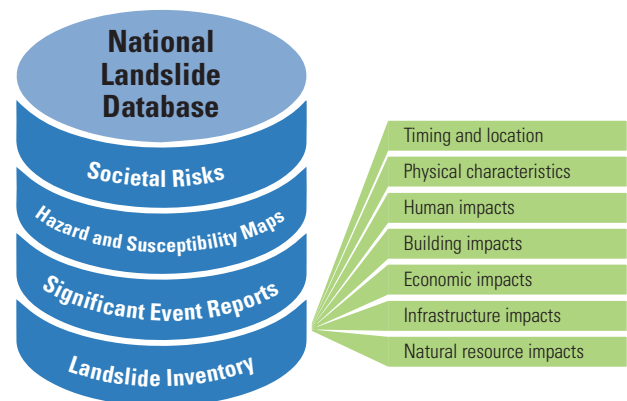 National
Landslide
Database
Societal Risks
Hazard and Susceptibility Maps
Significant Event Reports
Landslide Inventory
Timing and location
Physical characteristics
Human impacts
Building impacts
Economic impacts
Infrastructure impacts
Natural resource impacts